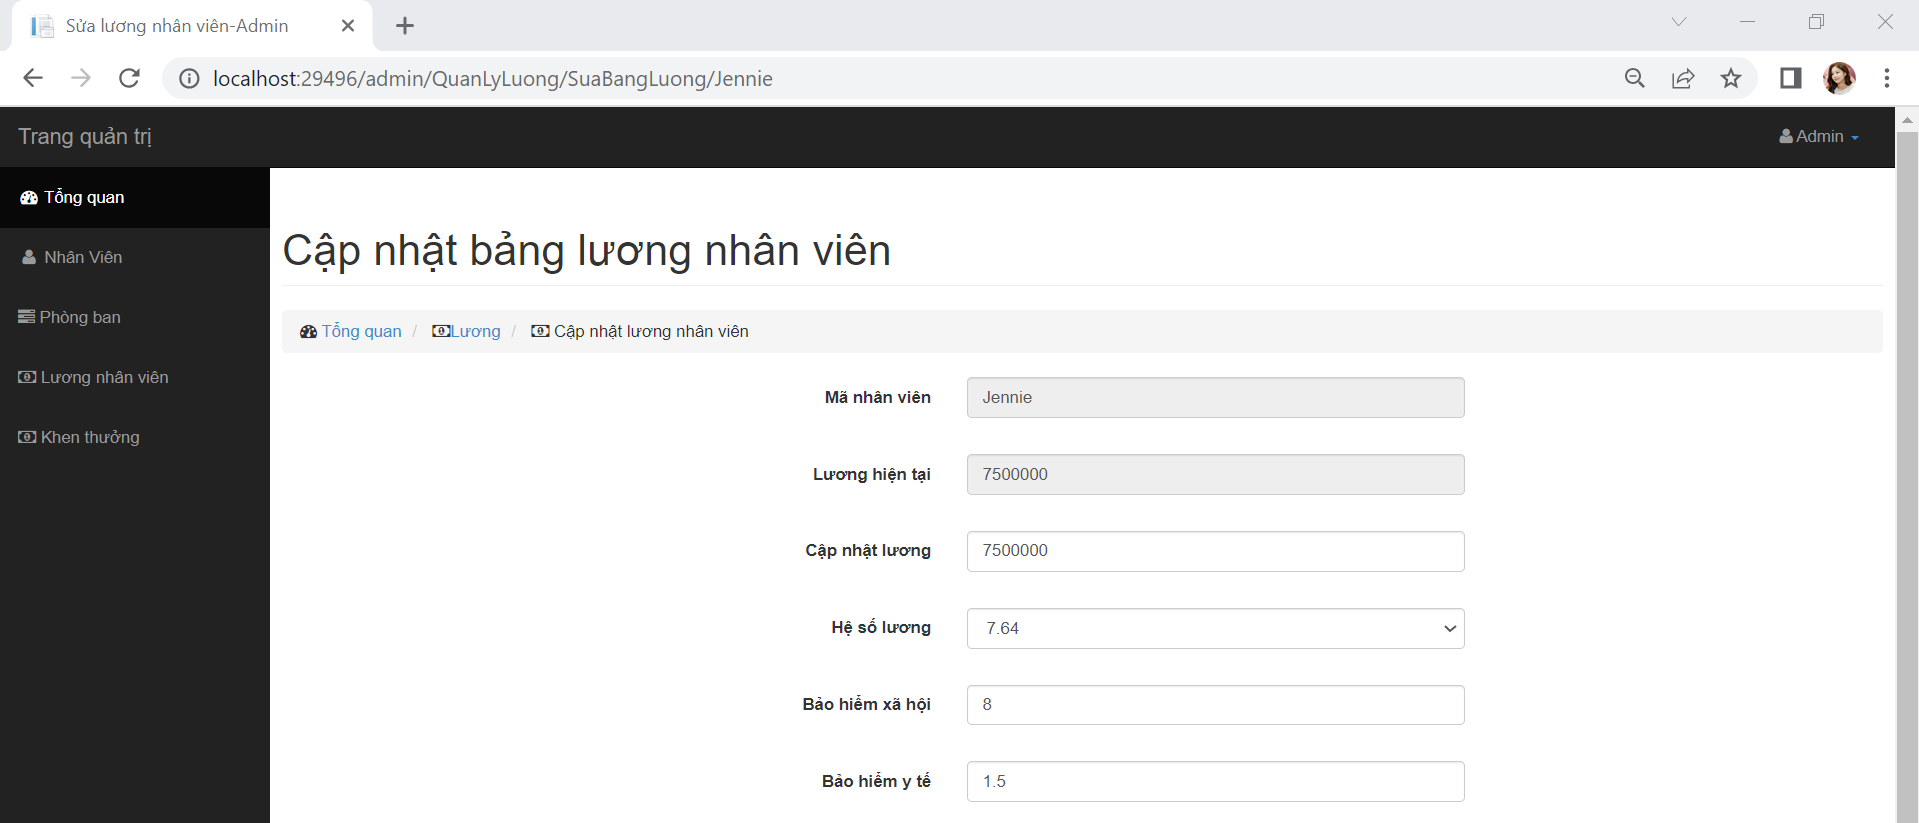 Sửa lương nhân viên-Admin
localhost:29496/admin/QuanLyLuong/SuaBangLuong/Jennie
Trang quản trị
Admin
Tổng quan
Nhân Viên
Phòng ban
Lương nhân viên
Khen thưởng
Cập nhật bảng lương nhân viên
Tổng quan / Lương / Cập nhật lương nhân viên
Mã nhân viên Jennie
Lương hiện tại 7500000
Cập nhật lương 7500000
Hệ số lương 7.64
Bảo hiểm xã hội 8
Bảo hiểm y tế 1.5